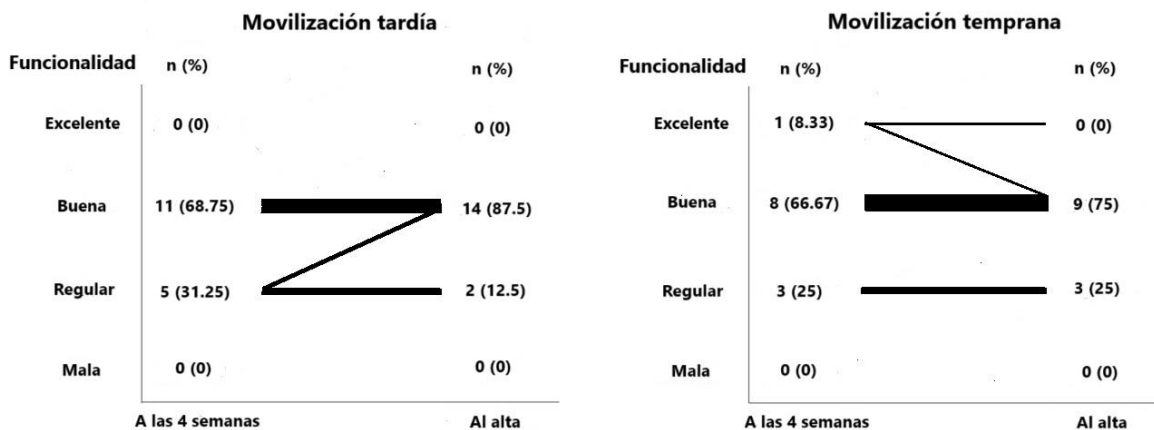 Movilización tardía
Funcionalidad n (%) n (%)
Excelente 0 (0) 0 (0)
Buena 11 (68.75) 14 (87.5)
Regular 5 (31.25) 2 (12.5)
Mala 0 (0) 0 (0)
A las 4 semanas Al alta
Movilización temprana
Funcionalidad n (%) n (%)
Excelente 1 (8.33) 0 (0)
Buena 8 (66.67) 9 (75)
Regular 3 (25) 3 (25)
Mala 0 (0) 0 (0)
A las 4 semanas Al alta